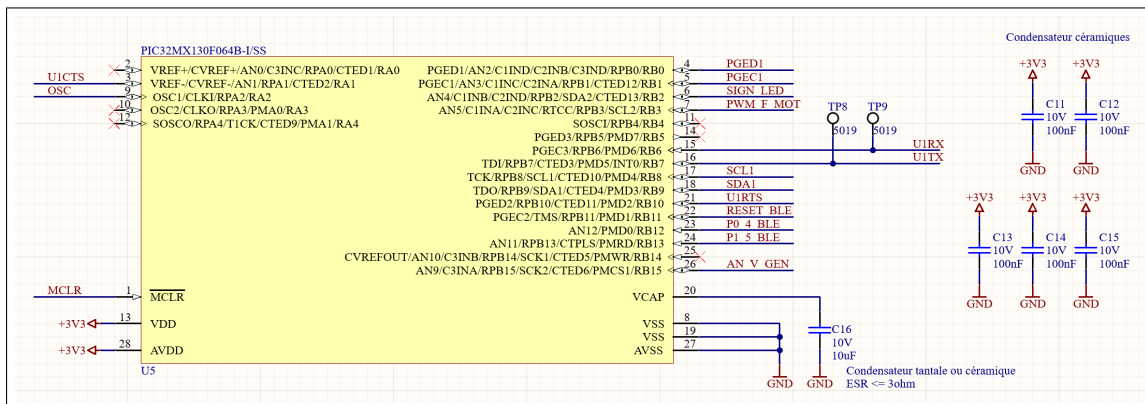 Condensateur céramiques
PIC32MX130F064B-I/SS
2 VREF+/CVREF+/AN0/C3INC/RPA0/CTED1/RA0 PGED1/AN2/C1IND/C2INB/C3IND/RPB0/RB0 4 PGED1
U1CTS 3 VREF-/CVREF-/AN1/RPA1/CTED2/RA1 PGEC1/AN3/C1INC/C2INA/RPB1/CTED12/RB1 5 PGEC1
OSC 9 OSC1/CLKI/RPA2/RA2 AN4/C1INB/C2IND/RPB2/SDA2/CTED13/RB2 6 SIGN_LED
10 OSC2/CLKO/RPA3/PMA0/RA3 AN5/C1INA/C2INC/RTCC/RPB3/SCL2/RB3 7 PWM_F_MOT
12 SOSCO/RPA4/T1CK/CTED9/PMA1/RA4 SOSCI/RPB4/RB4 11
PGED3/RPB5/PMD7/RB5 14
TP8 TP9
5019 5019
PGEC3/RPB6/PMD6/RB6 15 U1RX
TDI/RPB7/CTED3/PMD5/INT0/RB7 16 U1TX
TCK/RPB8/SCL1/CTED10/PMD4/RB8 17 SCL1
TDO/RPB9/SDA1/CTED4/PMD3/RB9 18 SDA1
PGED2/RPB10/CTED11/PMD2/RB10 21 U1RTS
PGEC2/TMS/RPB11/PMD1/RB11 22 RESET_BLE
AN12/PMD0/RB12 23 P0_4_BLE
AN11/RPB13/CTPLS/PMRD/RB13 24 P1_5_BLE
CVREFOUT/AN10/C3INB/RPB14/SCK1/CTED5/PMWR/RB14 25
AN9/C3INA/RPB15/SCK2/CTED6/PMCS1/RB15 26 AN_V_GEN
MCLR 1 MCLR VCAP 20
+3V3 13 VDD VSS 8
VSS 19
+3V3 28 AVDD AVSS 27
U5
GND GND
C16
10V
10uF
Condensateur tantale ou céramique
ESR <= 3ohm
+3V3 +3V3
C11 C12
10V 10V
100nF 100nF
GND GND
+3V3 +3V3 +3V3
C13 C14 C15
10V 10V 10V
100nF 100nF 100nF
GND GND GND